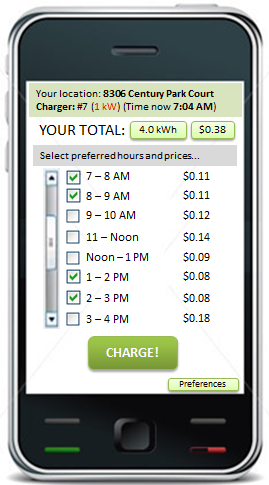 Your location: 8306 Century Park Court
Charger: #7 (1 kW) (Time now 7:04 AM)
YOUR TOTAL: 4.0 kWh $0.38
Select preferred hours and prices...
7 – 8 AM $0.11
8 – 9 AM $0.11
9 – 10 AM $0.12
11 – Noon $0.14
Noon – 1 PM $0.09
1 – 2 PM $0.08
2 – 3 PM $0.08
3 – 4 PM $0.18
CHARGE!
Preferences